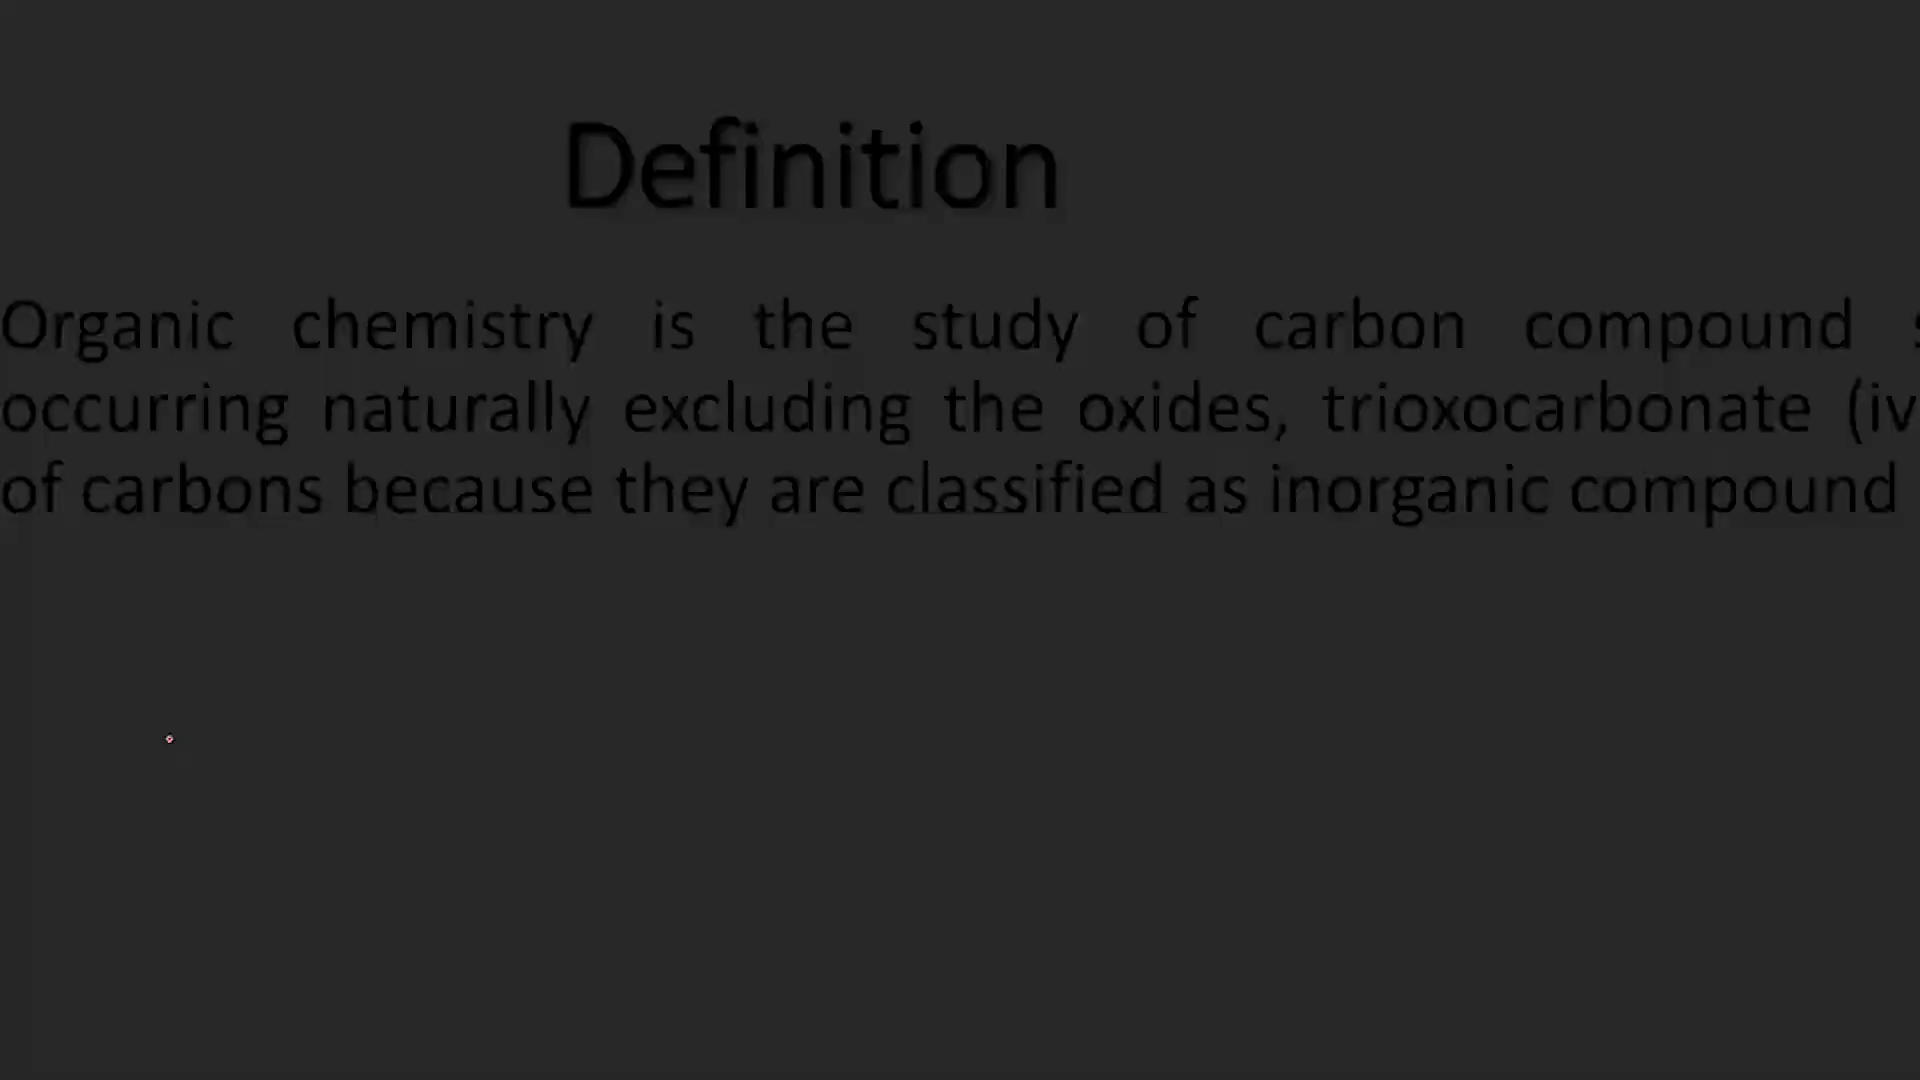 Definition
Organic chemistry is the study of carbon compound
occurring naturally excluding the oxides, trioxocarbonate (iv
of carbons because they are classified as inorganic compound